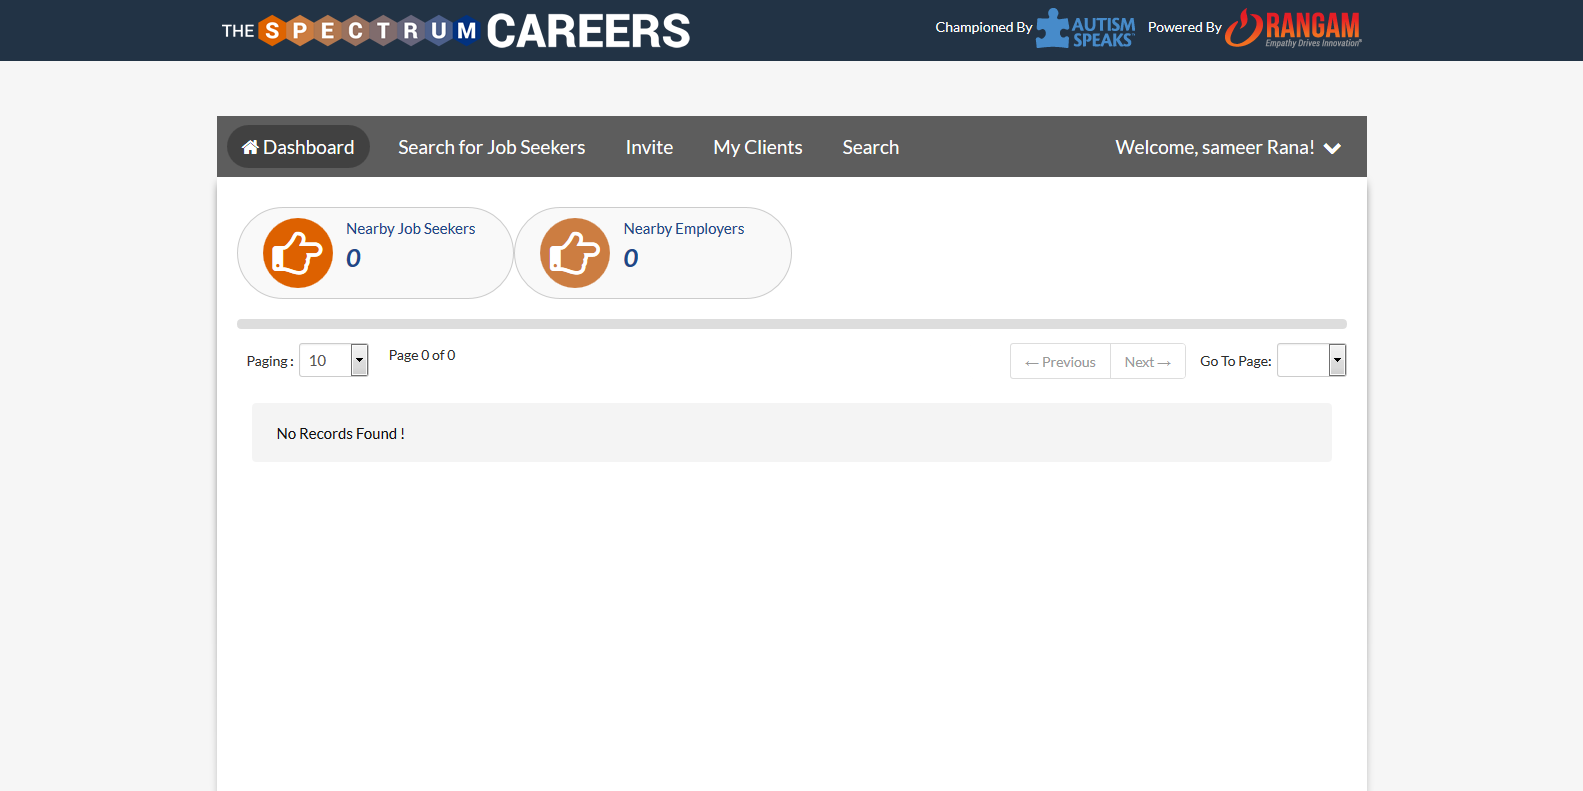 THE SPECTRUM CAREERS
Championed By AUTISM SPEAKS
Powered By RANGAM
Empathy Drives Innovation
Dashboard Search for Job Seekers Invite My Clients Search Welcome, sameer Rana!
Nearby Job Seekers
0
Nearby Employers
0
Paging : 10 Page 0 of 0 ← Previous Next → Go To Page:
No Records Found !